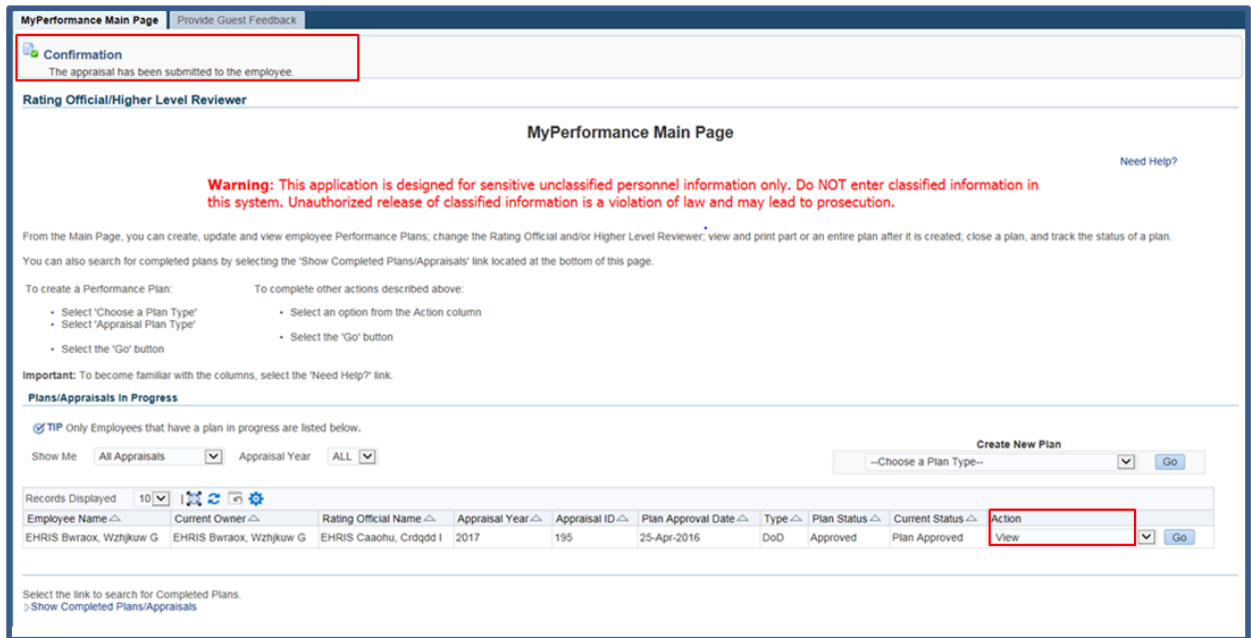 MyPerformance Main Page Provide Guest Feedback
Confirmation
The appraisal has been submitted to the employee.
Rating Official/Higher Level Reviewer
MyPerformance Main Page
Need Help?
Warning: This application is designed for sensitive unclassified personnel information only. Do NOT enter classified information in
this system. Unauthorized release of classified information is a violation of law and may lead to prosecution.
From the Main Page, you can create, update and view employee Performance Plans; change the Rating Official and/or Higher Level Reviewer; view and print part or an entire plan after it is created; close a plan, and track the status of a plan.
You can also search for completed plans by selecting the 'Show Completed Plans/Appraisals' link located at the bottom of this page.
To create a Performance Plan: To complete other actions described above:
• Select 'Choose a Plan Type' • Select an option from the Action column
• Select 'Appraisal Plan Type'
• Select the 'Go' button
• Select the 'Go' button
Important: To become familiar with the columns, select the 'Need Help?' link.
Plans/Appraisals In Progress
TIP Only Employees that have a plan in progress are listed below.
Create New Plan
Show Me All Appraisals Appraisal Year ALL --Choose a Plan Type-- Go
Records Displayed 10
Employee Name Current Owner Rating Official Name Appraisal Year Appraisal ID Plan Approval Date Type Plan Status Current Status Action
EHRIS Bwraox, Wzhjkuw G EHRIS Bwraox, Wzhjkuw G EHRIS Caaohu, Crdqdd I 2017 195 25-Apr-2016 DoD Approved Plan Approved View Go
Select the link to search for Completed Plans.
Show Completed Plans/Appraisals